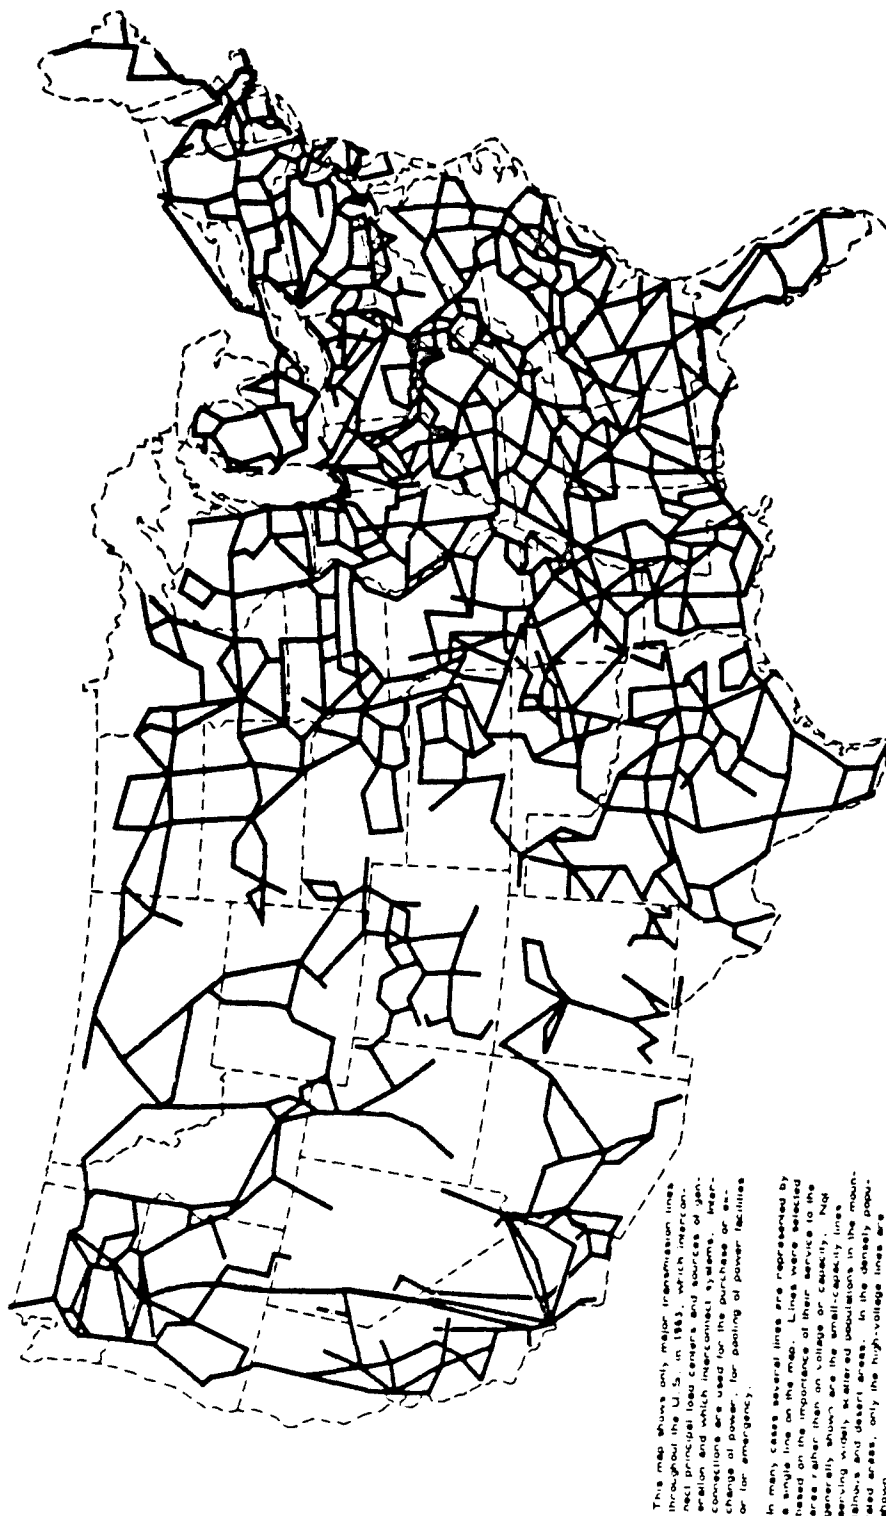 This map shows only major transmission lines
throughout the U.S. in 1963, which intercon-
nect principal load centers and sources of gen-
eration and which interconnect systems. Inter-
connections are used for the purchase or ex-
change of power, for pooling of power facilities
or for emergency.
In many cases several lines are represented by
a single line on the map. Lines were selected
based on the importance of their service to the
area rather than on voltage or capacity. Not
generally shown are the small-capacity lines
serving widely scattered populations in the moun-
tainous and desert areas. In the densely popu-
lated areas, only the high-voltage lines are
shown.